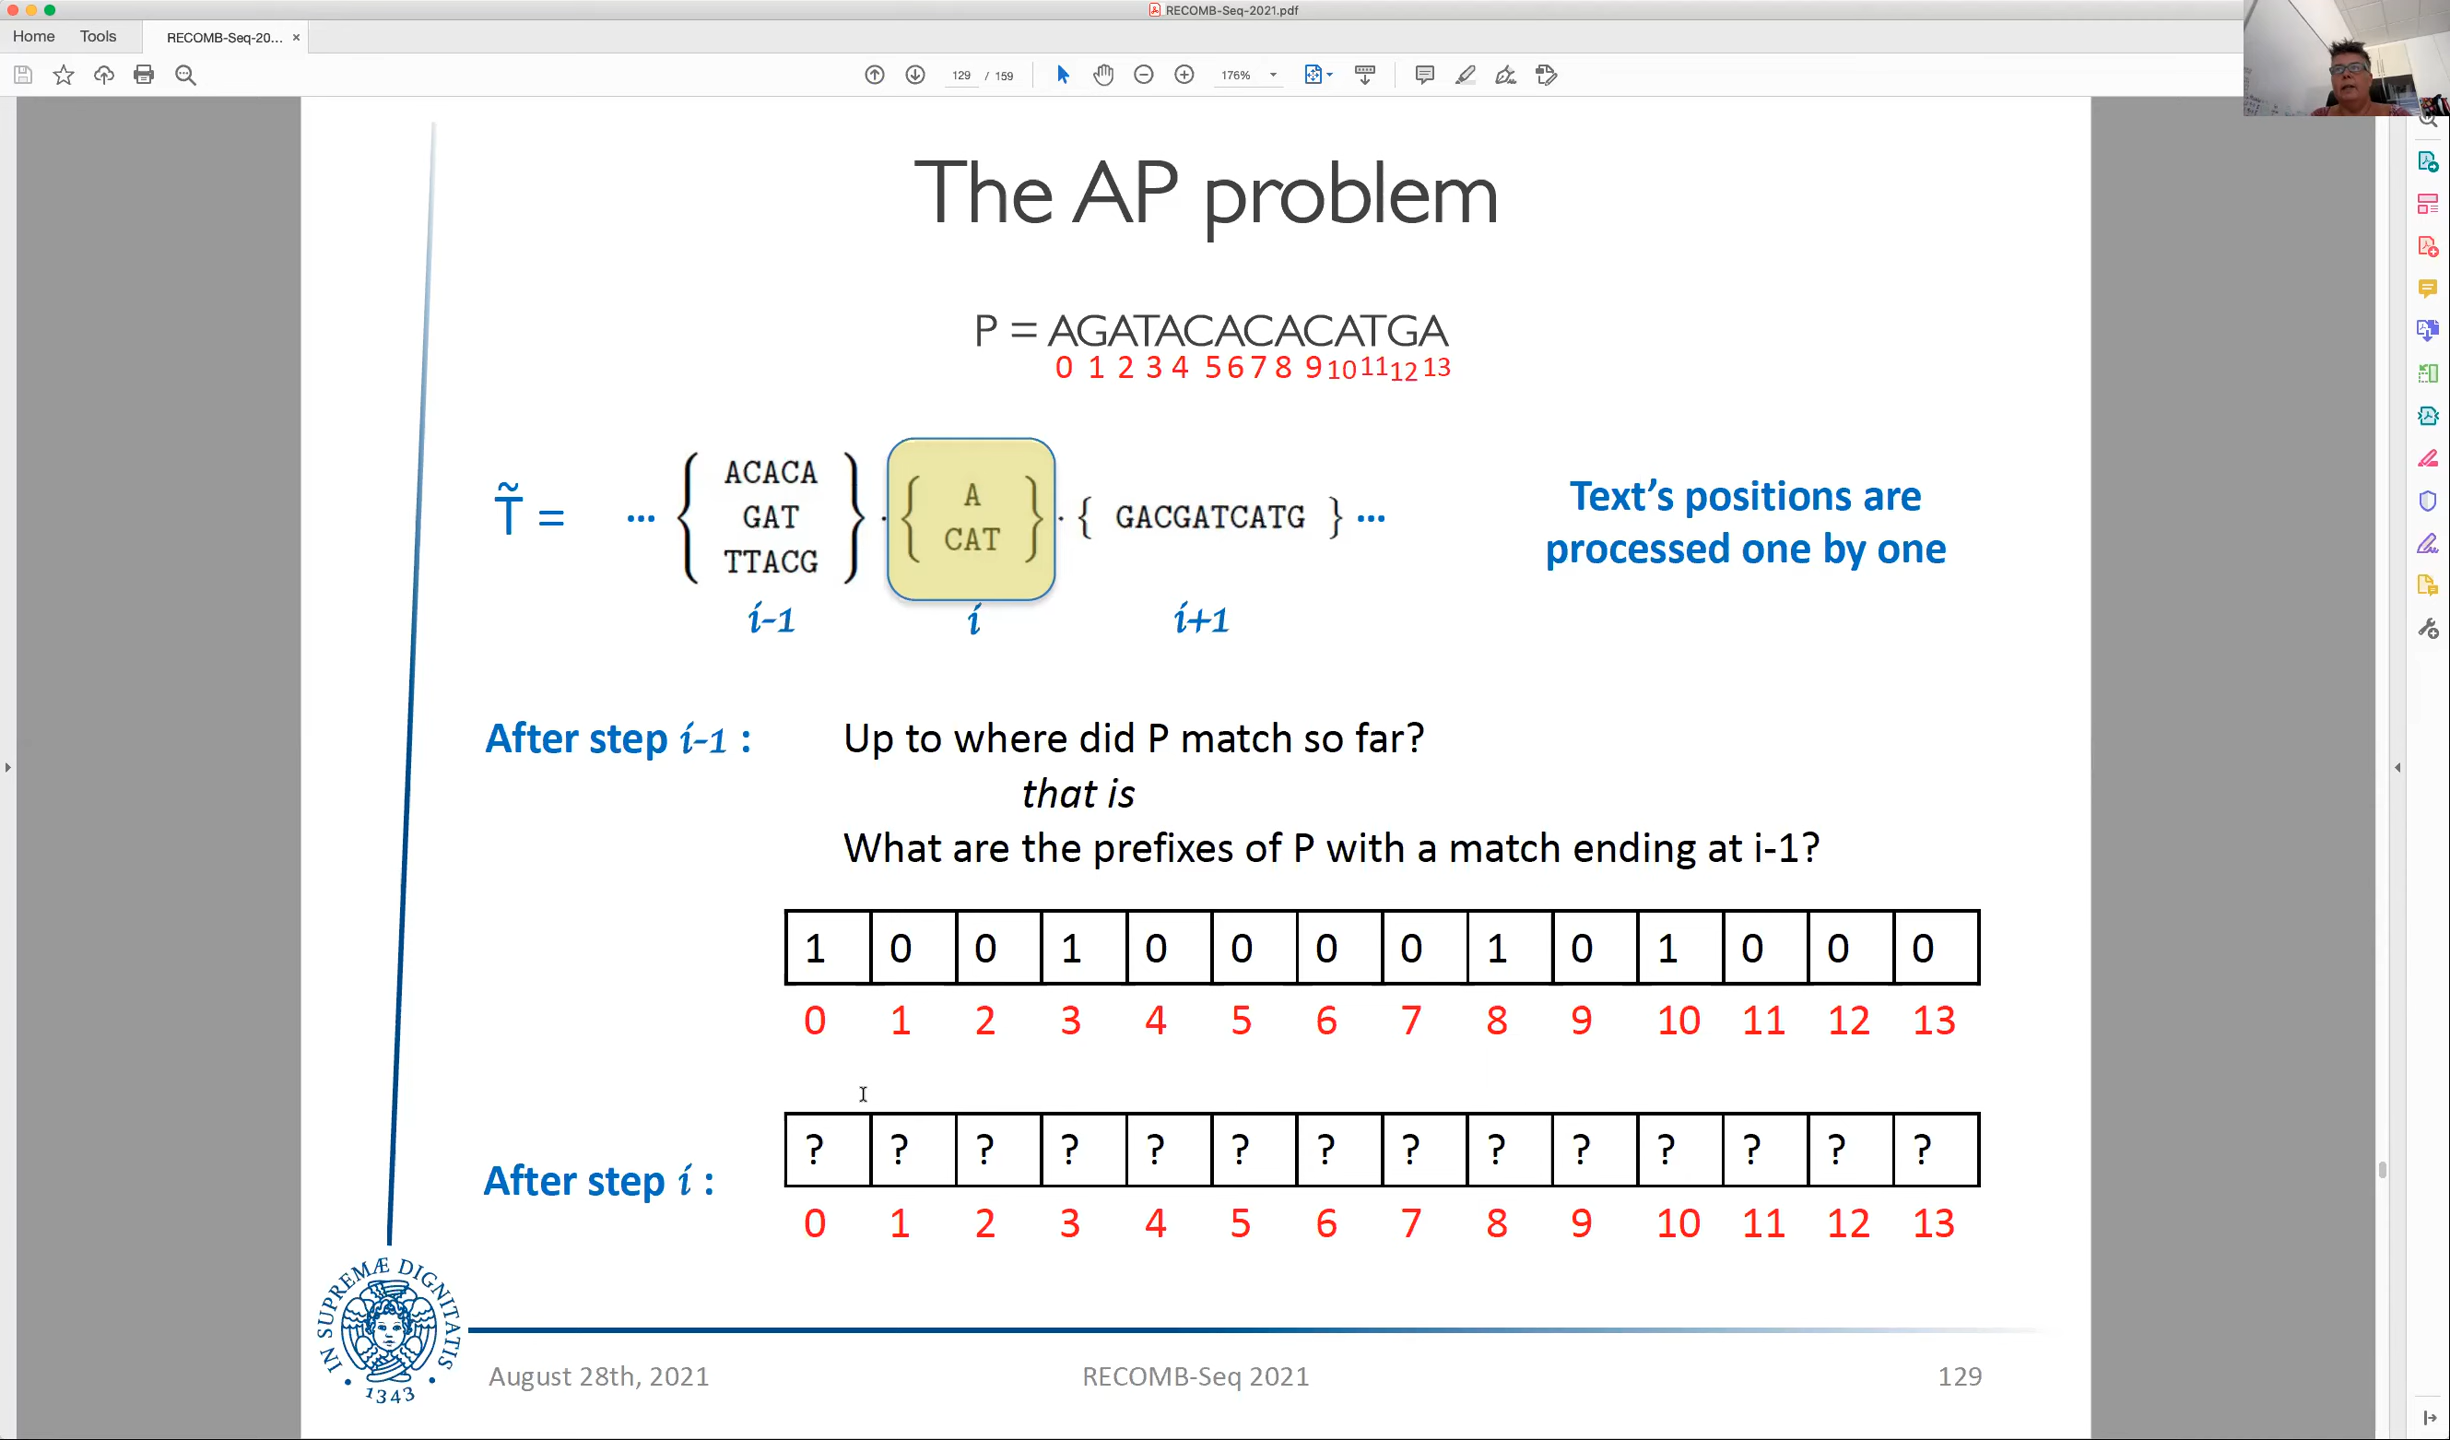 RECOMB-Seq-2021.pdf
Home Tools RECOMB-Seq-20... ×
129 / 159 176%
The AP problem
P = AGATACACACATGA
0 1 2 3 4 5 6 7 8 9 10 11 12 13
T̃ = ... { ACACA GAT TTACG } · { A CAT } · { GACGATCATG } ...
i-1 i i+1
Text's positions are
processed one by one
After step i-1 : Up to where did P match so far?
that is
What are the prefixes of P with a match ending at i-1?
1 0 0 1 0 0 0 0 1 0 1 0 0 0
0 1 2 3 4 5 6 7 8 9 10 11 12 13
? ? ? ? ? ? ? ? ? ? ? ? ? ?
After step i :
0 1 2 3 4 5 6 7 8 9 10 11 12 13
IN SUPREMÆ DIGNITATIS
· 1343 ·
August 28th, 2021 RECOMB-Seq 2021 129